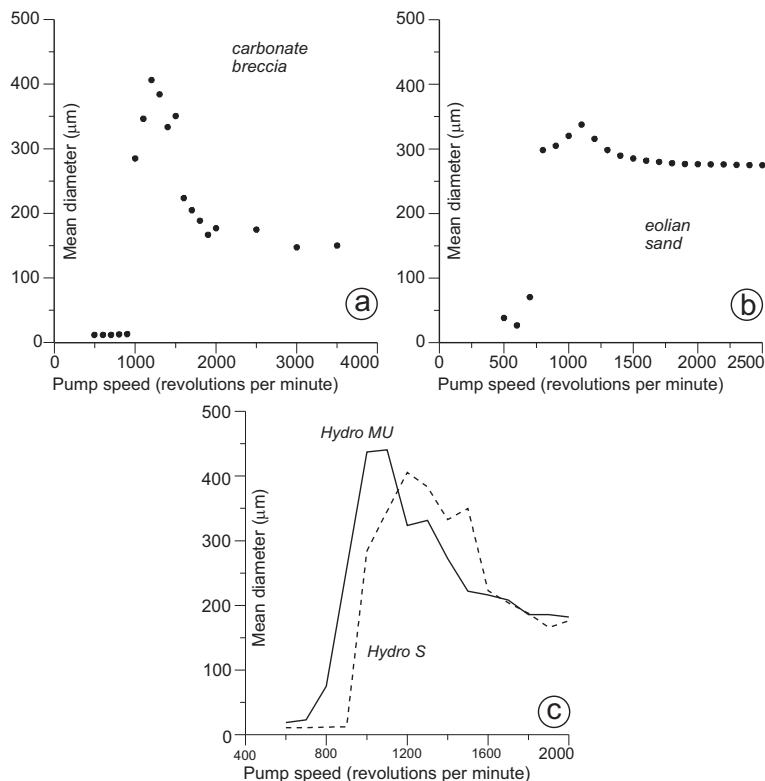 500
400
300
200
100
0
Mean diameter (μm)
carbonate
breccia
a
0
1000
2000
3000
4000
Pump speed (revolutions per minute)
500
400
300
200
100
0
Mean diameter (μm)
eolian
sand
b
0
500
1000
1500
2000
2500
Pump speed (revolutions per minute)
500
400
300
200
100
0
Mean diameter (μm)
Hydro MU
Hydro S
c
400
800
1200
1600
2000
Pump speed (revolutions per minute)